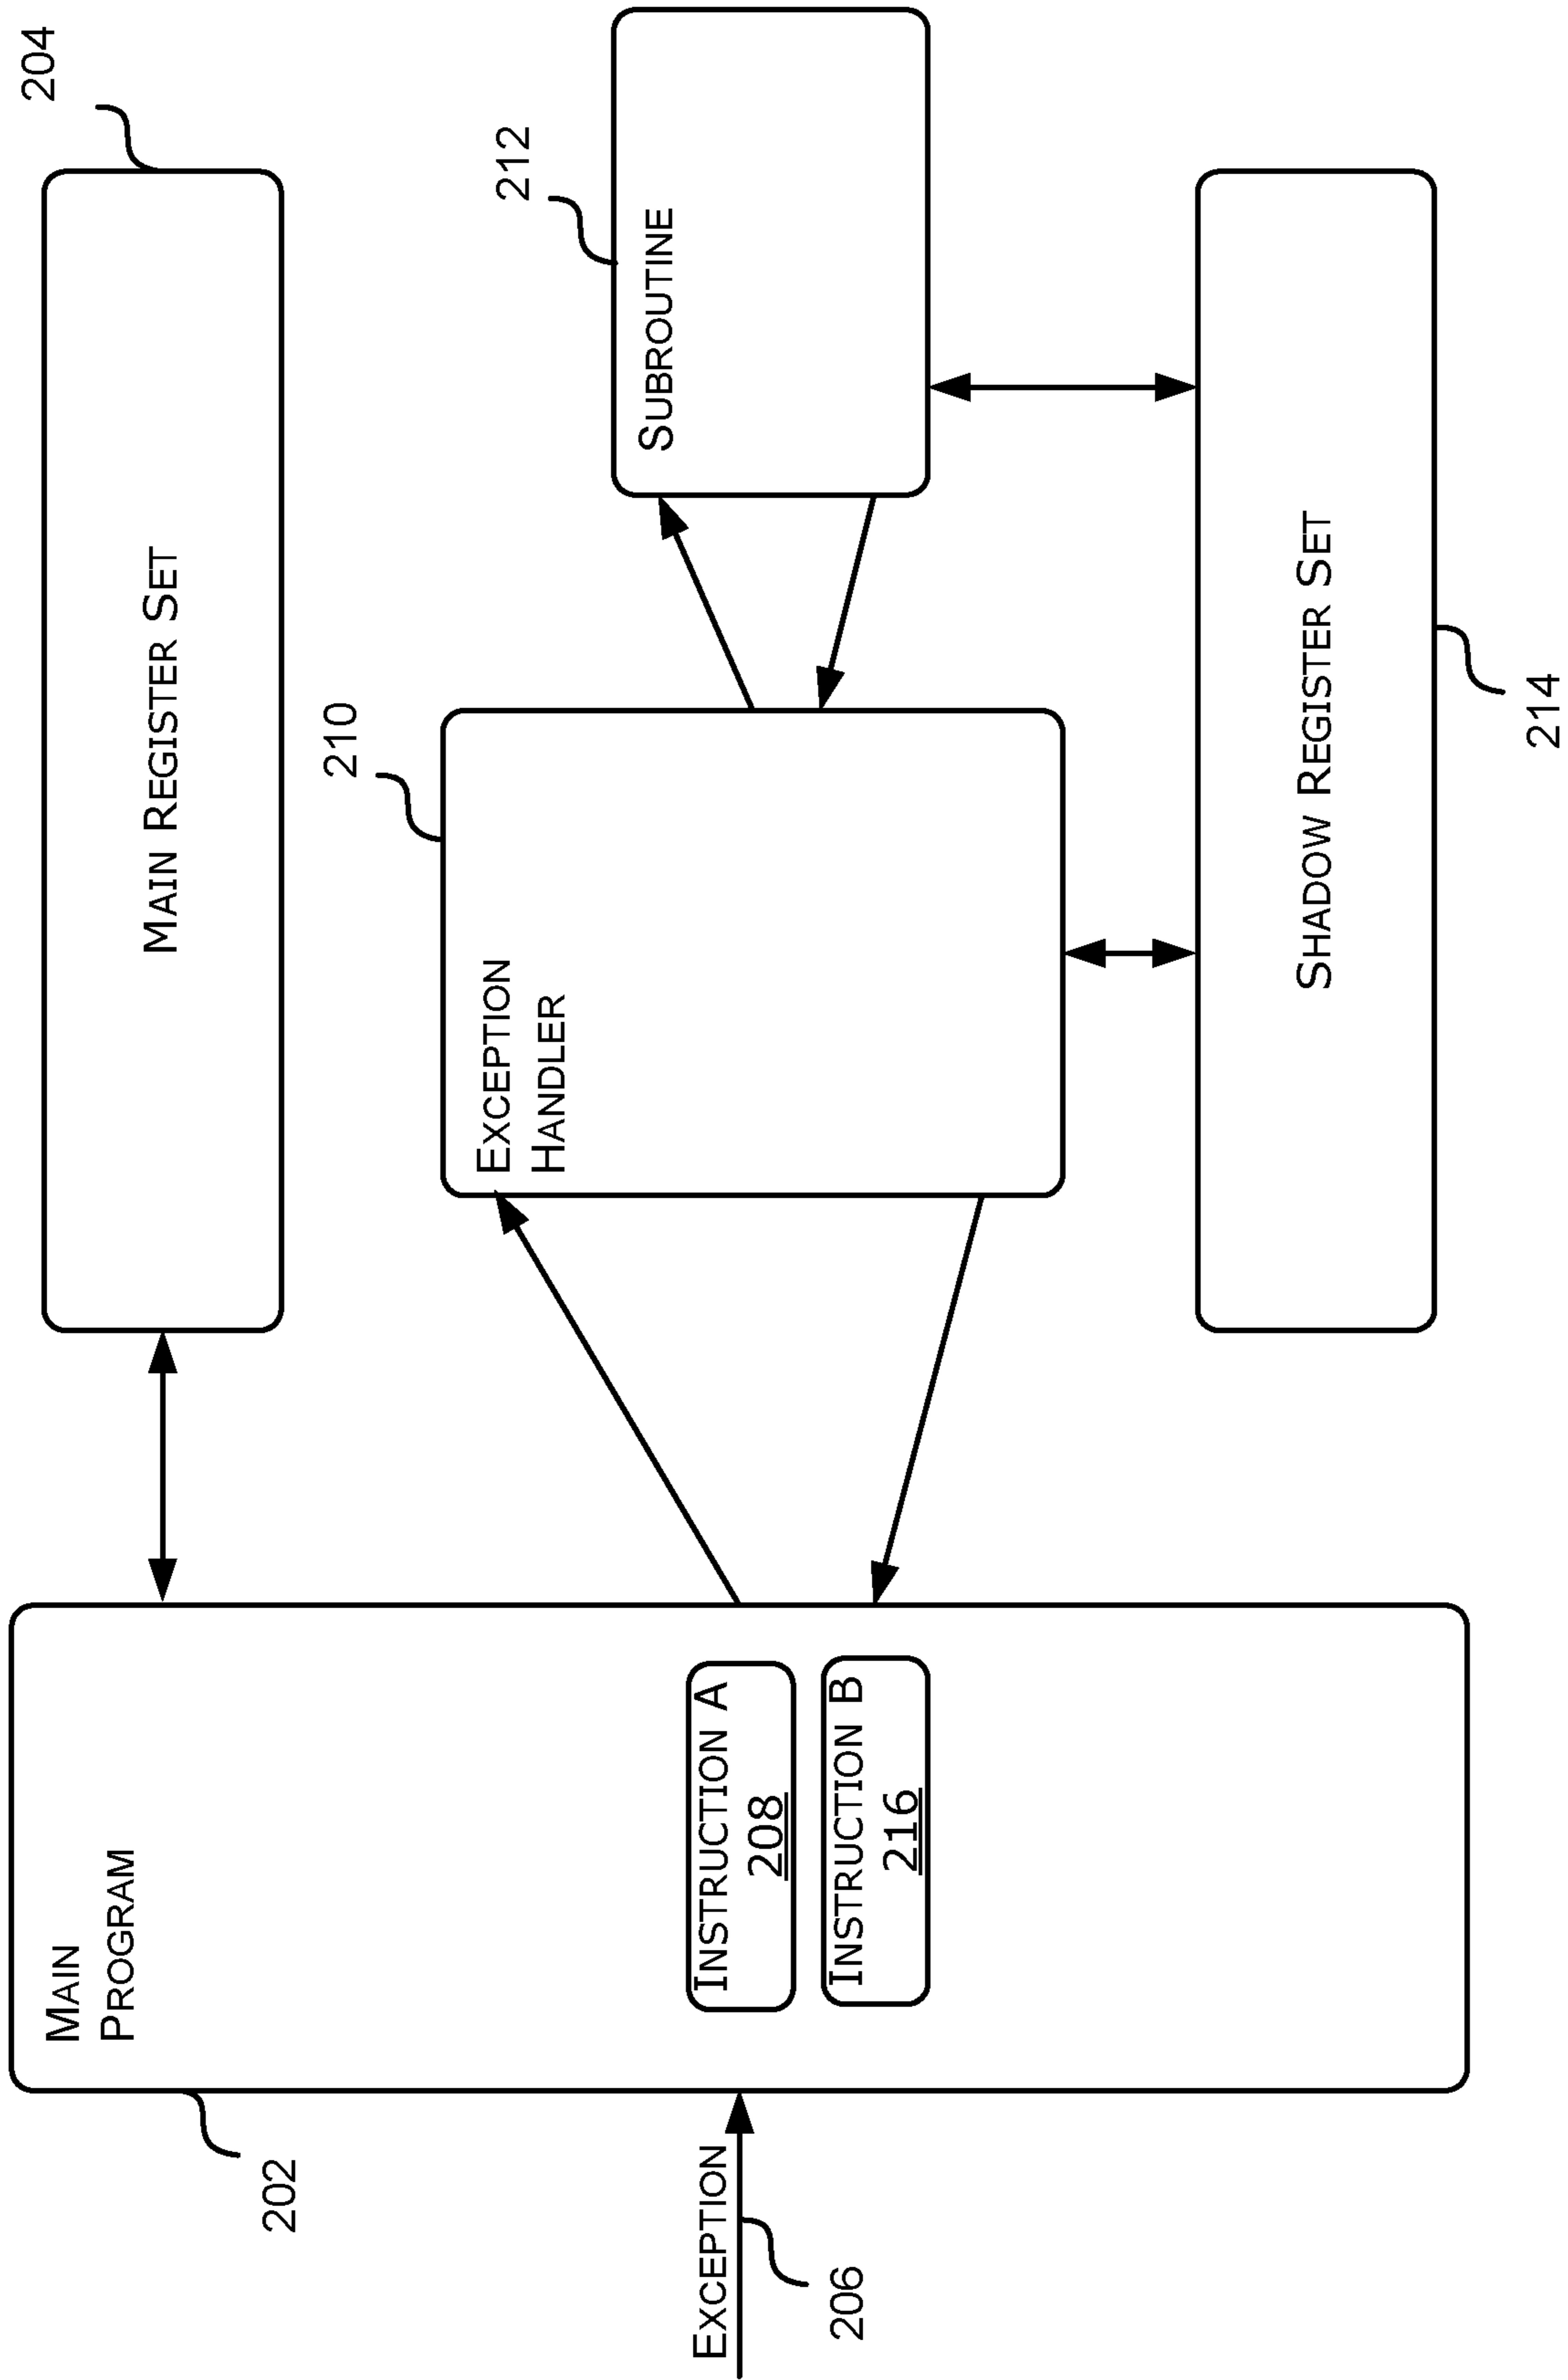 204
MAIN REGISTER SET
212
SUBROUTINE
210
EXCEPTION
HANDLER
SHADOW REGISTER SET
214
MAIN
PROGRAM
202
INSTRUCTION A
208
INSTRUCTION B
216
EXCEPTION
206